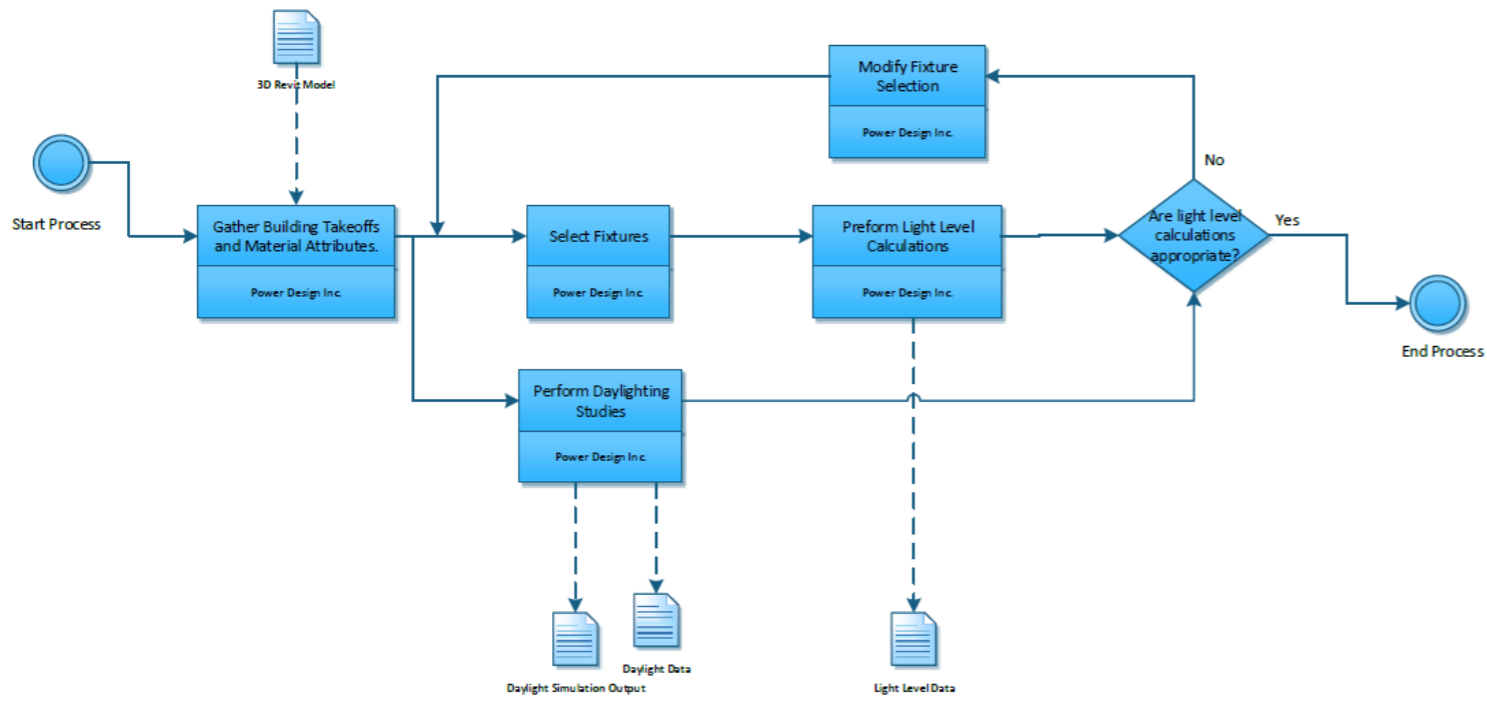 3D Revit Model
Modify Fixture
Selection
Power Design Inc.
No
Start Process
Gather Building Takeoffs
and Material Attributes.
Power Design Inc.
Select Fixtures
Power Design Inc.
Preform Light Level
Calculations
Power Design Inc.
Are light level
calculations
appropriate?
Yes
End Process
Perform Daylighting
Studies
Power Design Inc.
Daylight Simulation Output
Daylight Data
Light Level Data